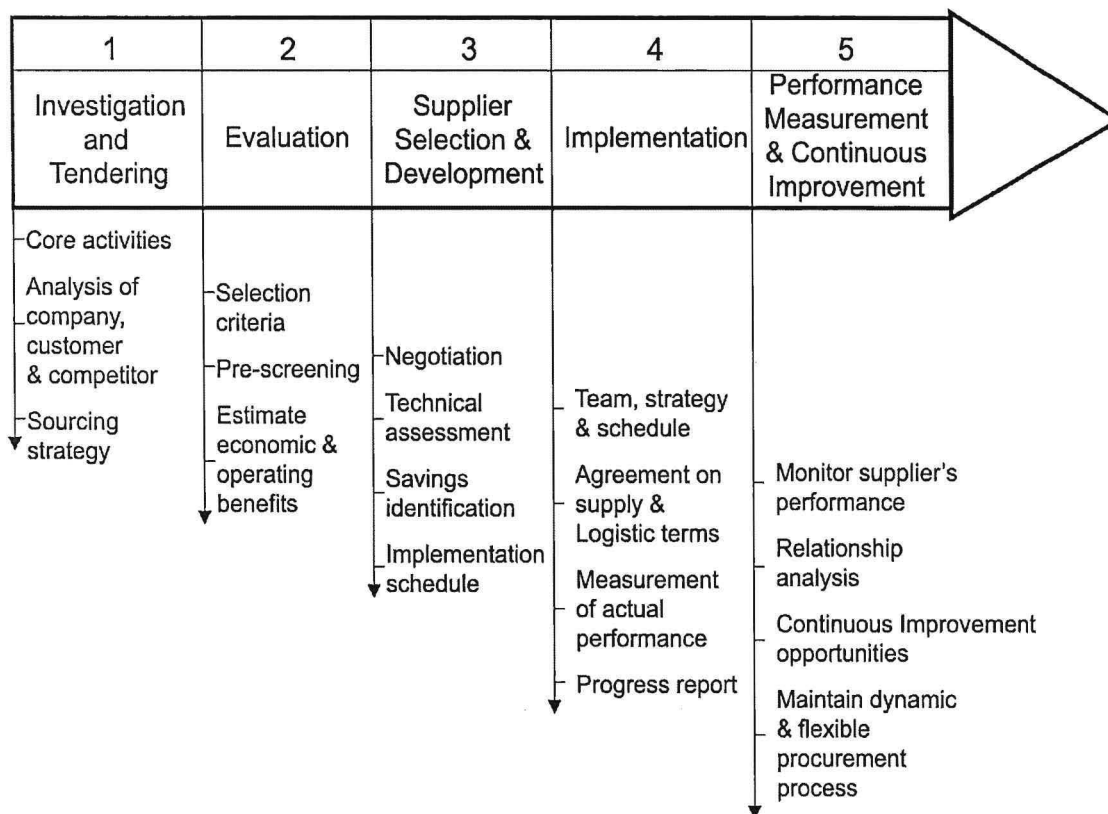 1
2
3
4
5
Investigation
and
Tendering
Evaluation
Supplier
Selection &
Development
Implementation
Performance
Measurement
& Continuous
Improvement
Core activities
Analysis of
company,
customer
& competitor
Sourcing
strategy
Selection
criteria
Pre-screening
Estimate
economic &
operating
benefits
Negotiation
Technical
assessment
Savings
identification
Implementation
schedule
Team, strategy
& schedule
Agreement on
supply &
Logistic terms
Measurement
of actual
performance
Progress report
Monitor supplier's
performance
Relationship
analysis
Continuous Improvement
opportunities
Maintain dynamic
& flexible
procurement
process